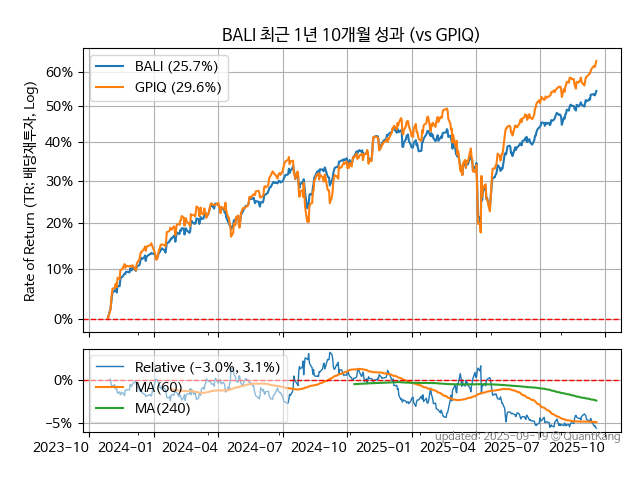 BALI 최근 1년 10개월 성과 (vs GPIQ)
Rate of Return (TR: 배당재투자, Log)
60%
50%
40%
30%
20%
10%
0%
BALI (25.7%)
GPIQ (29.6%)
0%
−5%
Relative (−3.0%, 3.1%)
MA(60)
MA(240)
updated: 2025-09-19 © QuantKang
2023-10 2024-01 2024-04 2024-07 2024-10 2025-01 2025-04 2025-07 2025-10